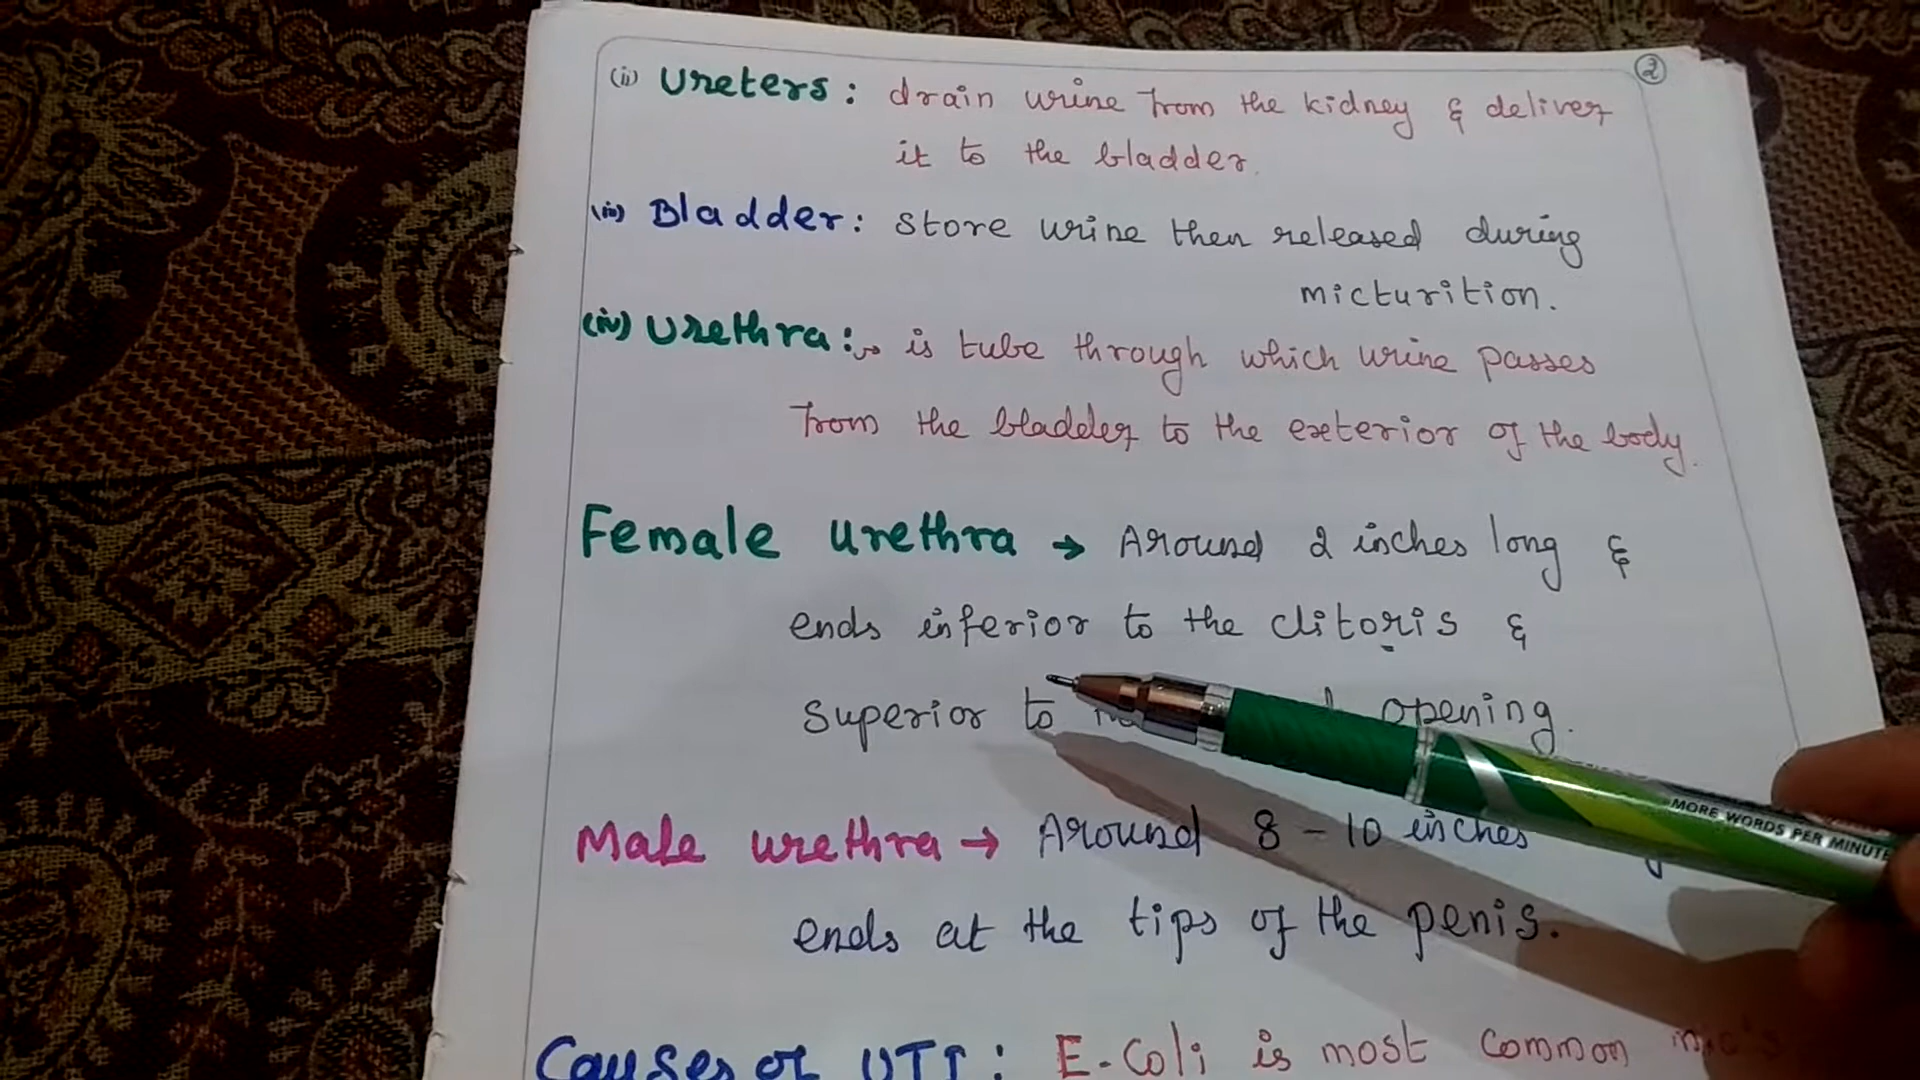 2
(ii) Ureters: drain urine from the kidney & deliver
it to the bladder.
(iii) Bladder: store urine then released during
micturition.
(iv) Urethra: → is tube through which urine passes
from the bladder to the exterior of the body.
Female urethra → Around 2 inches long &
ends inferior to the clitoris &
superior to opening.
Male urethra → Around 8 - 10 inches
ends at the tips of the penis.
Causes of UTI: E-Coli is most common
MORE WORDS PER MINUTE